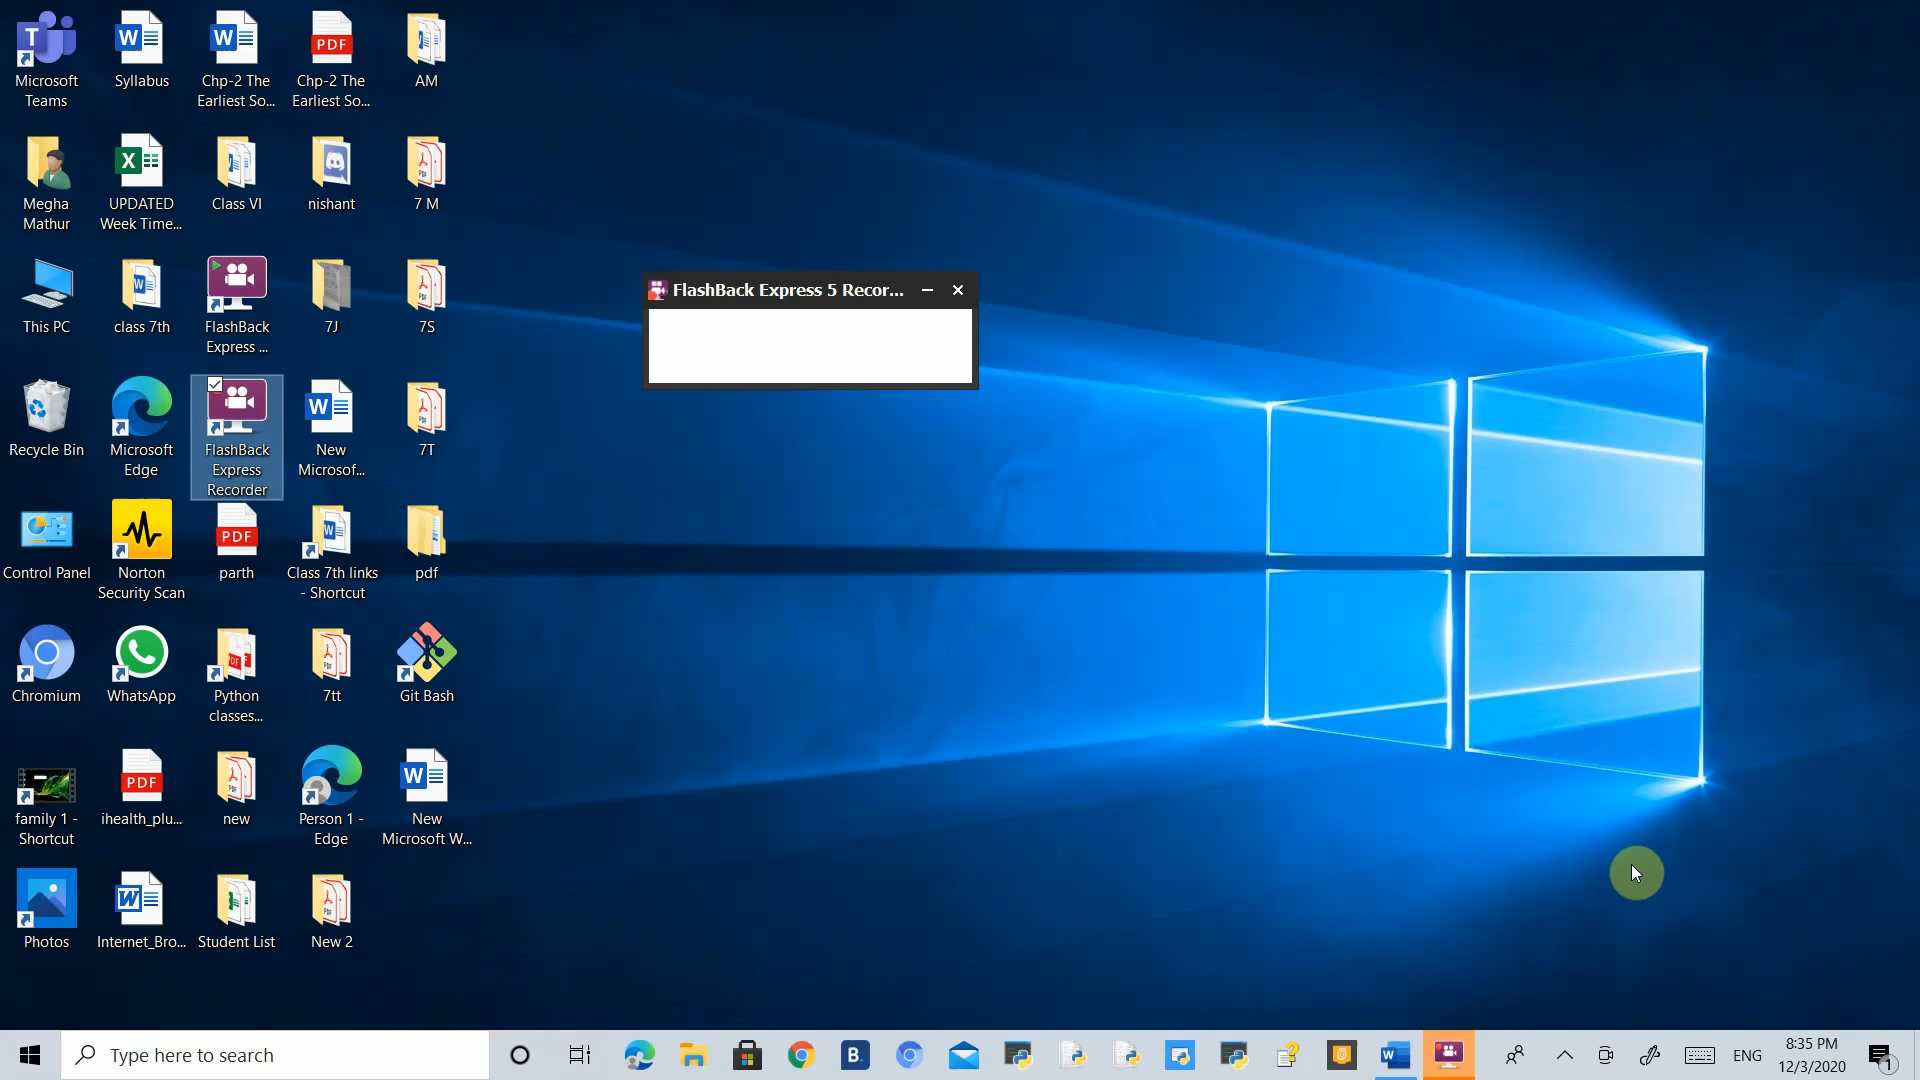 Microsoft
Teams
Syllabus
Chp-2 The
Earliest So...
Chp-2 The
Earliest So...
AM
Megha
Mathur
UPDATED
Week Time...
Class VI
nishant
7 M
This PC
class 7th
FlashBack
Express ...
7J
7S
FlashBack Express 5 Recor...
Recycle Bin
Microsoft
Edge
FlashBack
Express
Recorder
New
Microsof...
7T
Control Panel
Norton
Security Scan
parth
Class 7th links
- Shortcut
pdf
Chromium
WhatsApp
Python
classes...
7tt
Git Bash
family 1 -
Shortcut
ihealth_plu...
new
Person 1 -
Edge
New
Microsoft W...
Photos
Internet_Bro...
Student List
New 2
Type here to search
ENG
8:35 PM
12/3/2020
1